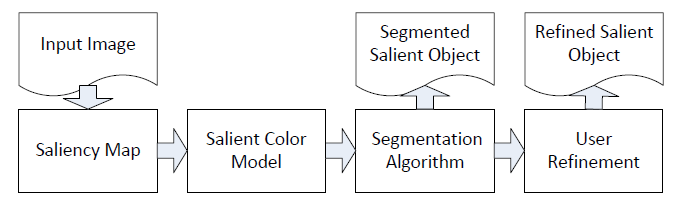 Input Image
Segmented
Salient Object
Refined Salient
Object
Saliency Map
Salient Color
Model
Segmentation
Algorithm
User
Refinement